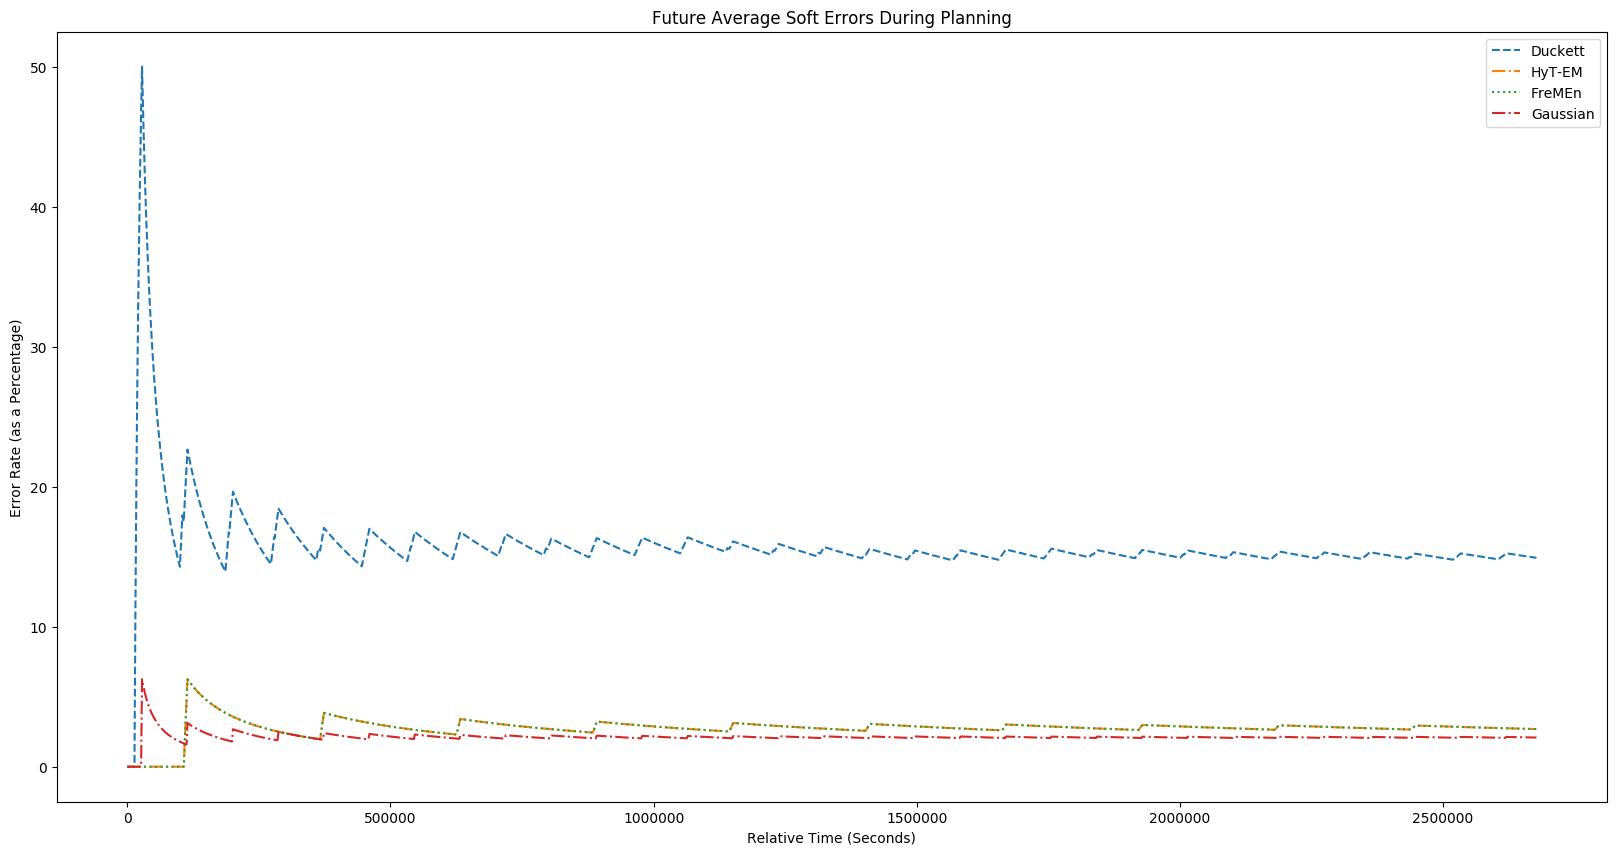 Future Average Soft Errors During Planning
Duckett
HyT-EM
FreMEn
Gaussian
Error Rate (as a Percentage)
50
40
30
20
10
0
0 500000 1000000 1500000 2000000 2500000
Relative Time (Seconds)